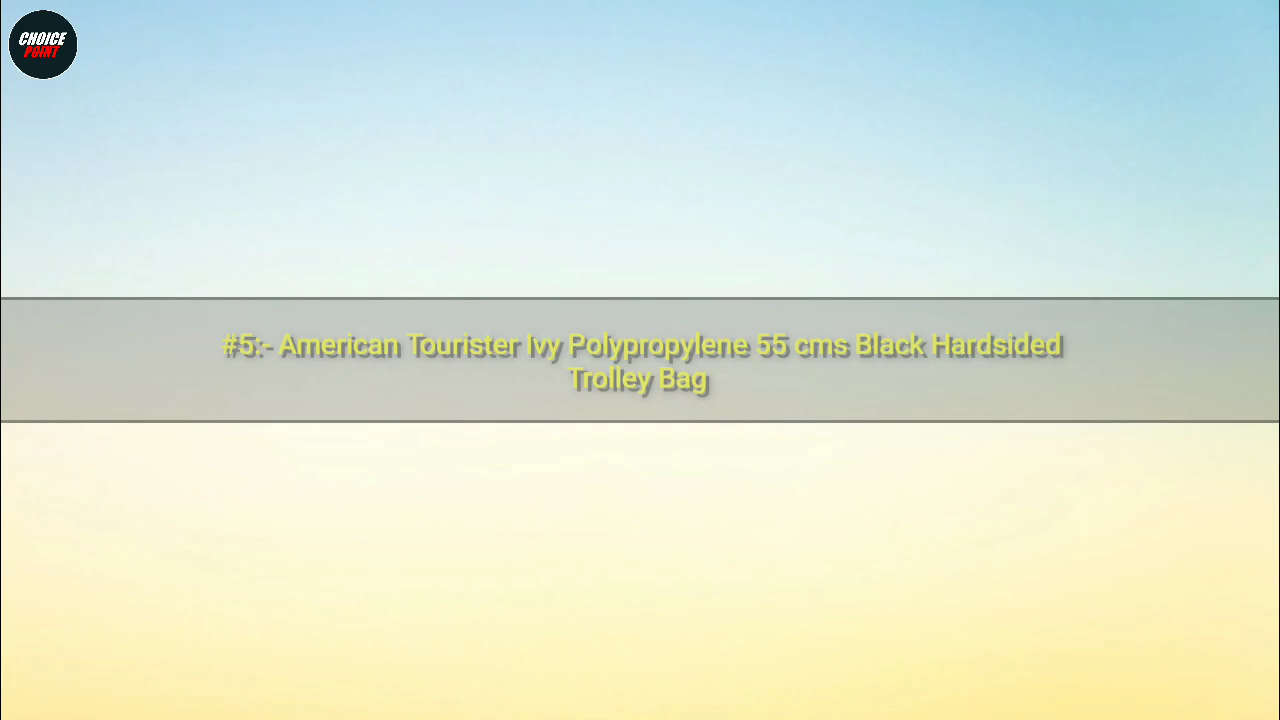 CHOICE
POINT
#5:- American Tourister Ivy Polypropylene 55 cms Black Hardsided
Trolley Bag